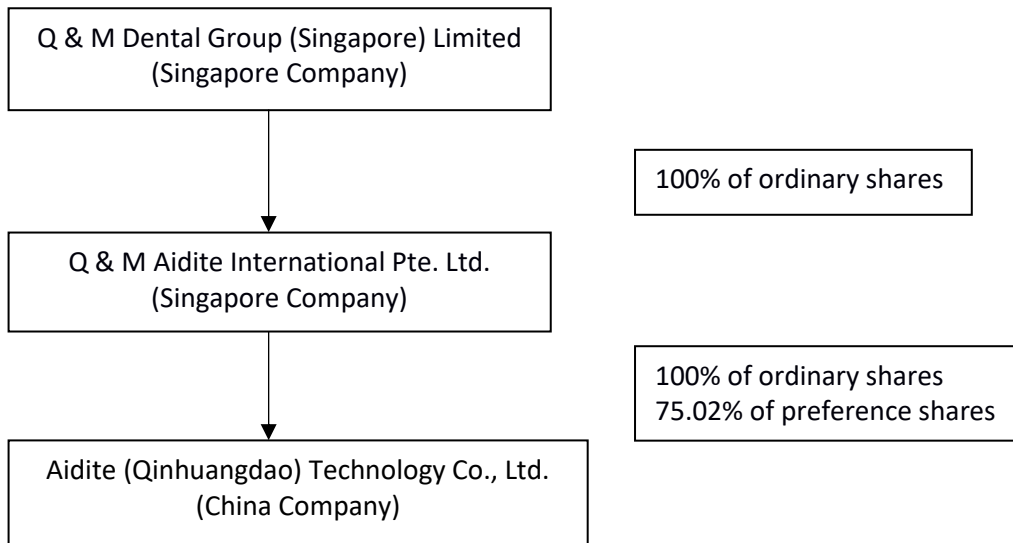 Q & M Dental Group (Singapore) Limited
(Singapore Company)
100% of ordinary shares
Q & M Aidite International Pte. Ltd.
(Singapore Company)
100% of ordinary shares
75.02% of preference shares
Aidite (Qinhuangdao) Technology Co., Ltd.
(China Company)